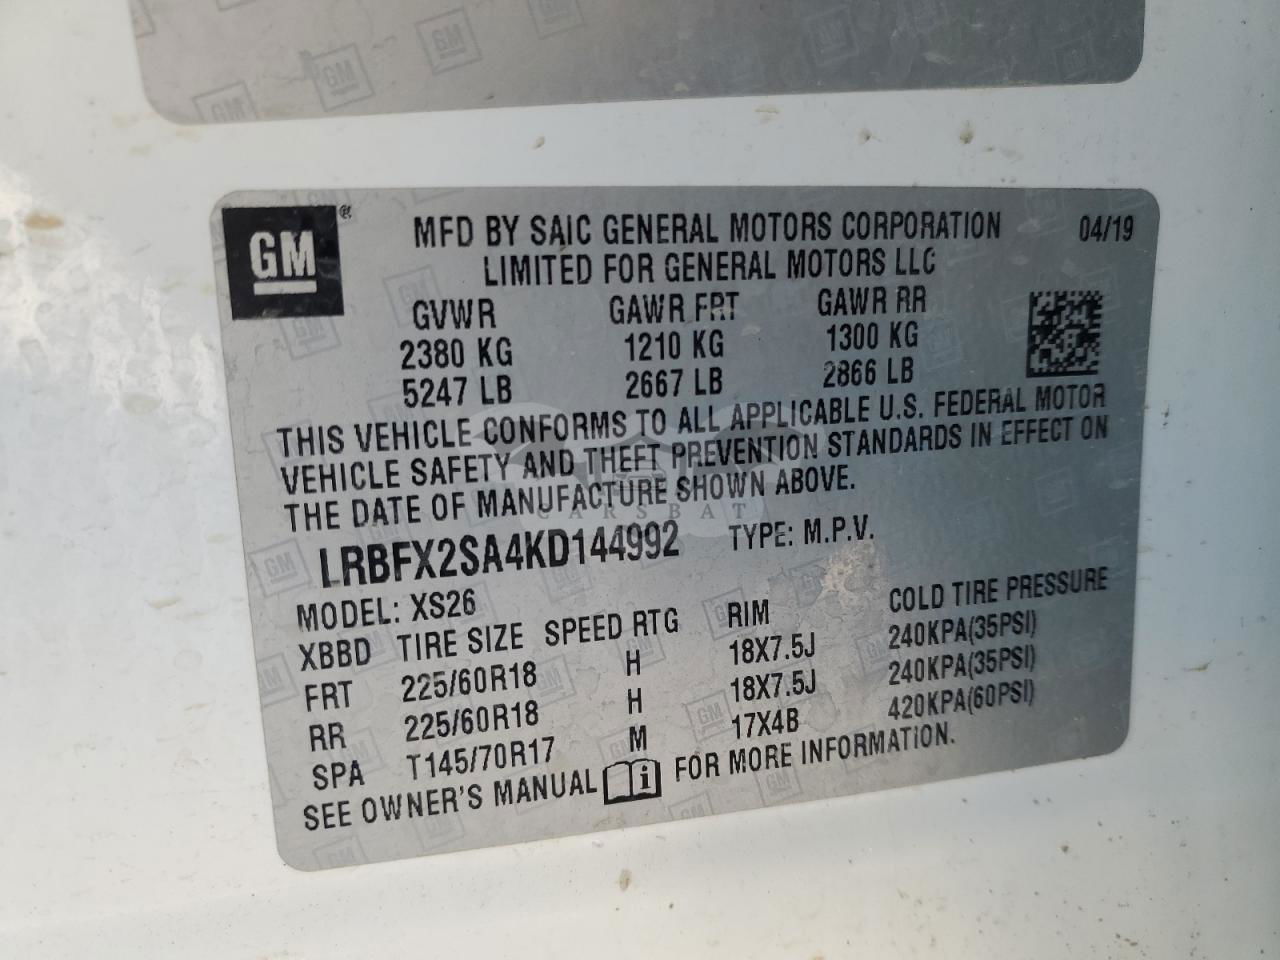 GM ®
MFD BY SAIC GENERAL MOTORS CORPORATION 04/19
LIMITED FOR GENERAL MOTORS LLC
GVWR GAWR FRT GAWR RR
2380 KG 1210 KG 1300 KG
5247 LB 2667 LB 2866 LB
THIS VEHICLE CONFORMS TO ALL APPLICABLE U.S. FEDERAL MOTOR
VEHICLE SAFETY AND THEFT PREVENTION STANDARDS IN EFFECT ON
THE DATE OF MANUFACTURE SHOWN ABOVE.
CARSBAT
LRBFX2SA4KD144992 TYPE: M.P.V.
MODEL: XS26
XBBD TIRE SIZE SPEED RTG RIM COLD TIRE PRESSURE
FRT 225/60R18 H 18X7.5J 240KPA(35PSI)
RR 225/60R18 H 18X7.5J 240KPA(35PSI)
SPA T145/70R17 M 17X4B 420KPA(60PSI)
SEE OWNER'S MANUAL i FOR MORE INFORMATION.